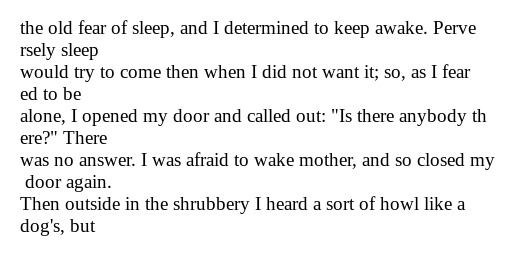 the old fear of sleep, and I determined to keep awake. Perve
rsely sleep
would try to come then when I did not want it; so, as I fear
ed to be
alone, I opened my door and called out: "Is there anybody th
ere?" There
was no answer. I was afraid to wake mother, and so closed my
 door again.
Then outside in the shrubbery I heard a sort of howl like a
dog's, but